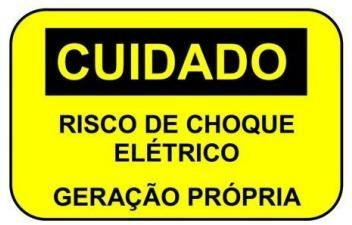 CUIDADO
RISCO DE CHOQUE
ELÉTRICO
GERAÇÃO PRÓPRIA